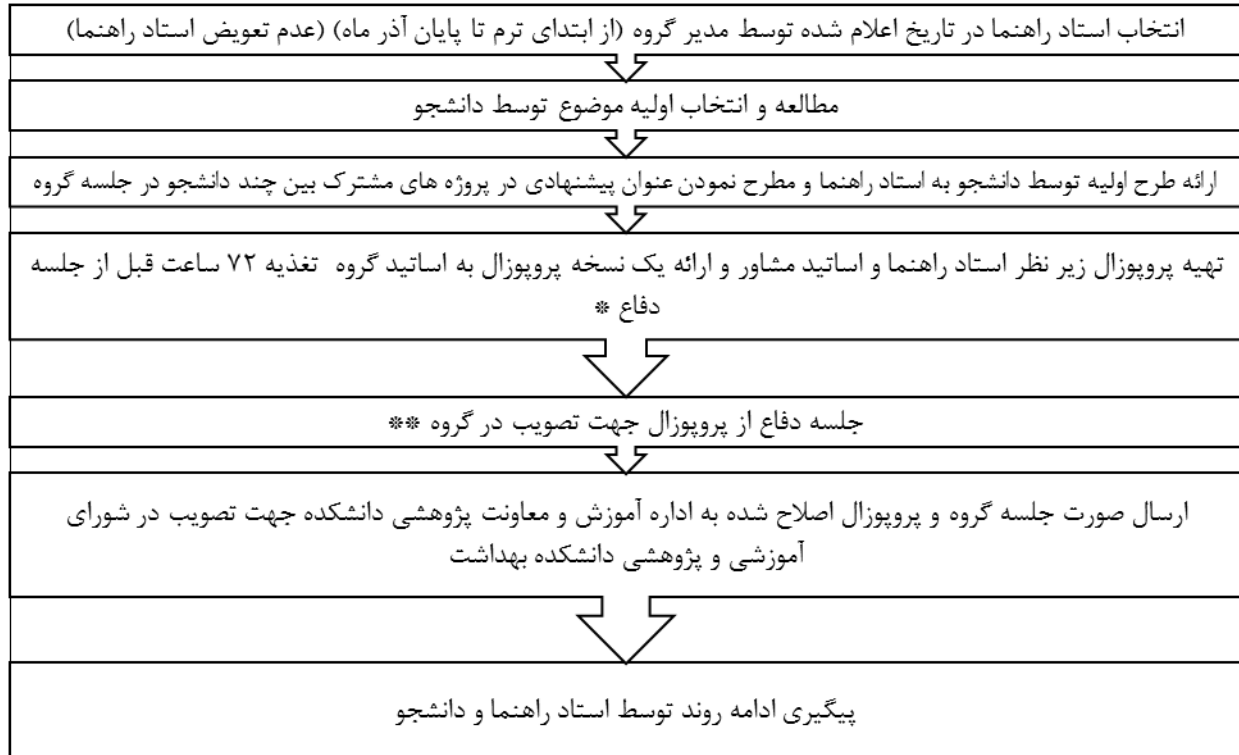 انتخاب استاد راهنما در تاریخ اعلام شده توسط مدیر گروه (از ابتدای ترم تا پایان آذر ماه) (عدم تعویض استاد راهنما)
مطالعه و انتخاب اولیه موضوع توسط دانشجو
ارائه طرح اولیه توسط دانشجو به استاد راهنما و مطرح نمودن عنوان پیشنهادی در پروژه های مشترک بین چند دانشجو در جلسه گروه
تهیه پروپوزال زیر نظر استاد راهنما و اساتید مشاور و ارائه یک نسخه پروپوزال به اساتید گروه تغذیه ۷۲ ساعت قبل از جلسه
دفاع *
جلسه دفاع از پروپوزال جهت تصویب در گروه **
ارسال صورت جلسه گروه و پروپوزال اصلاح شده به اداره آموزش و معاونت پژوهشی دانشکده جهت تصویب در شورای
آموزشی و پژوهشی دانشکده بهداشت
پیگیری ادامه روند توسط استاد راهنما و دانشجو